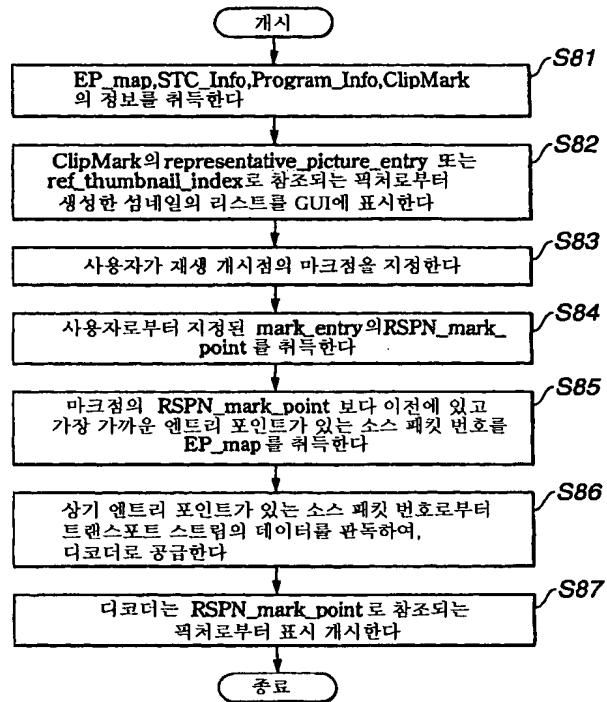 개시
S81
EP_map,STC_Info,Program_Info,ClipMark
의 정보를 취득한다
S82
ClipMark의 representative_picture_entry 또는
ref_thumbnail_index로 참조되는 픽처로부터
생성한 섬네일의 리스트를 GUI에 표시한다
S83
사용자가 재생 개시점의 마크점을 지정한다
S84
사용자로부터 지정된 mark_entry의RSPN_mark_
point 를 취득한다
S85
마크점의 RSPN_mark_point 보다 이전에 있고
가장 가까운 엔트리 포인트가 있는 소스 패킷 번호를
EP_map 를 취득한다
S86
상기 엔트리 포인트가 있는 소스 패킷 번호로부터
트랜스포트 스트림의 데이터를 판독하여,
디코더로 공급한다
S87
디코더는 RSPN_mark_point로 참조되는
픽처로부터 표시 개시한다
종료